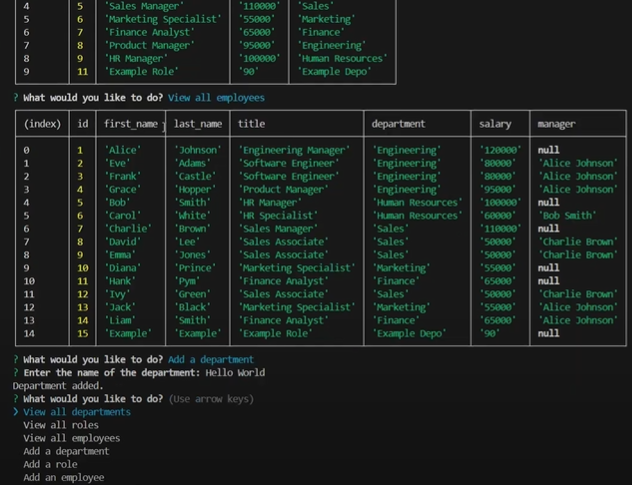 4 5 'Sales Manager' '110000' 'Sales'
5 6 'Marketing Specialist' '55000' 'Marketing'
6 7 'Finance Analyst' '65000' 'Finance'
7 8 'Product Manager' '95000' 'Engineering'
8 9 'HR Manager' '100000' 'Human Resources'
9 11 'Example Role' '90' 'Example Depo'
? What would you like to do? View all employees
(index) id first_name last_name title department salary manager
0 1 'Alice' 'Johnson' 'Engineering Manager' 'Engineering' '120000' null
1 2 'Eve' 'Adams' 'Software Engineer' 'Engineering' '80000' 'Alice Johnson'
2 3 'Frank' 'Castle' 'Software Engineer' 'Engineering' '80000' 'Alice Johnson'
3 4 'Grace' 'Hopper' 'Product Manager' 'Engineering' '95000' 'Alice Johnson'
4 5 'Bob' 'Smith' 'HR Manager' 'Human Resources' '100000' null
5 6 'Carol' 'White' 'HR Specialist' 'Human Resources' '60000' 'Bob Smith'
6 7 'Charlie' 'Brown' 'Sales Manager' 'Sales' '110000' null
7 8 'David' 'Lee' 'Sales Associate' 'Sales' '50000' 'Charlie Brown'
8 9 'Emma' 'Jones' 'Sales Associate' 'Sales' '50000' 'Charlie Brown'
9 10 'Diana' 'Prince' 'Marketing Specialist' 'Marketing' '55000' null
10 11 'Hank' 'Pym' 'Finance Analyst' 'Finance' '65000' null
11 12 'Ivy' 'Green' 'Sales Associate' 'Sales' '50000' 'Charlie Brown'
12 13 'Jack' 'Black' 'Marketing Specialist' 'Marketing' '55000' 'Alice Johnson'
13 14 'Liam' 'Smith' 'Finance Analyst' 'Finance' '65000' 'Alice Johnson'
14 15 'Example' 'Example' 'Example Role' 'Example Depo' '90' null
? What would you like to do? Add a department
? Enter the name of the department: Hello World
Department added.
? What would you like to do? (Use arrow keys)
❯ View all departments
View all roles
View all employees
Add a department
Add a role
Add an employee